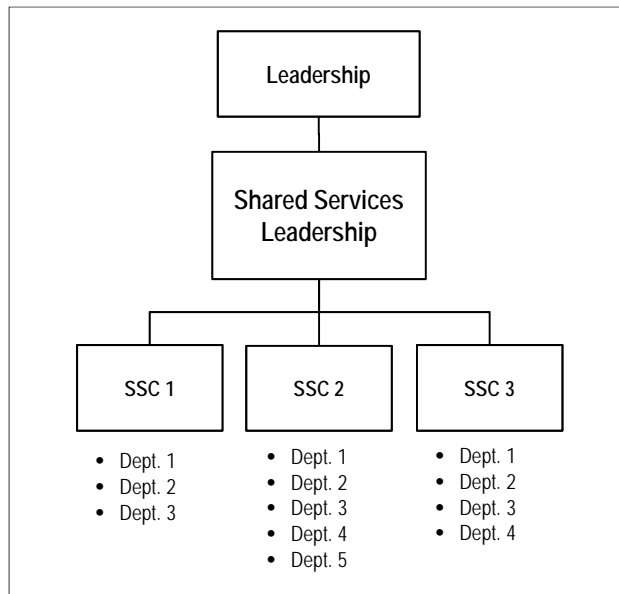 Leadership
Shared Services
Leadership
SSC 1
SSC 2
SSC 3
• Dept. 1
• Dept. 2
• Dept. 3
• Dept. 1
• Dept. 2
• Dept. 3
• Dept. 4
• Dept. 5
• Dept. 1
• Dept. 2
• Dept. 3
• Dept. 4